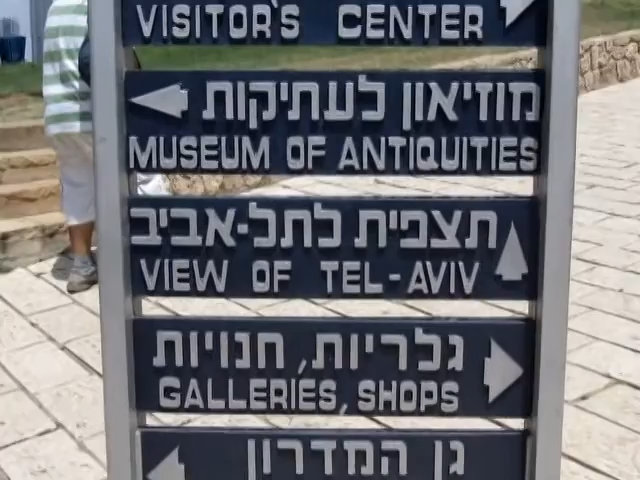 VISITOR'S CENTER
מוזיאון לעתיקות
MUSEUM OF ANTIQUITIES
תצפית לתל-אביב
VIEW OF TEL-AVIV
גלריות, חנויות
GALLERIES, SHOPS
גן המדרון